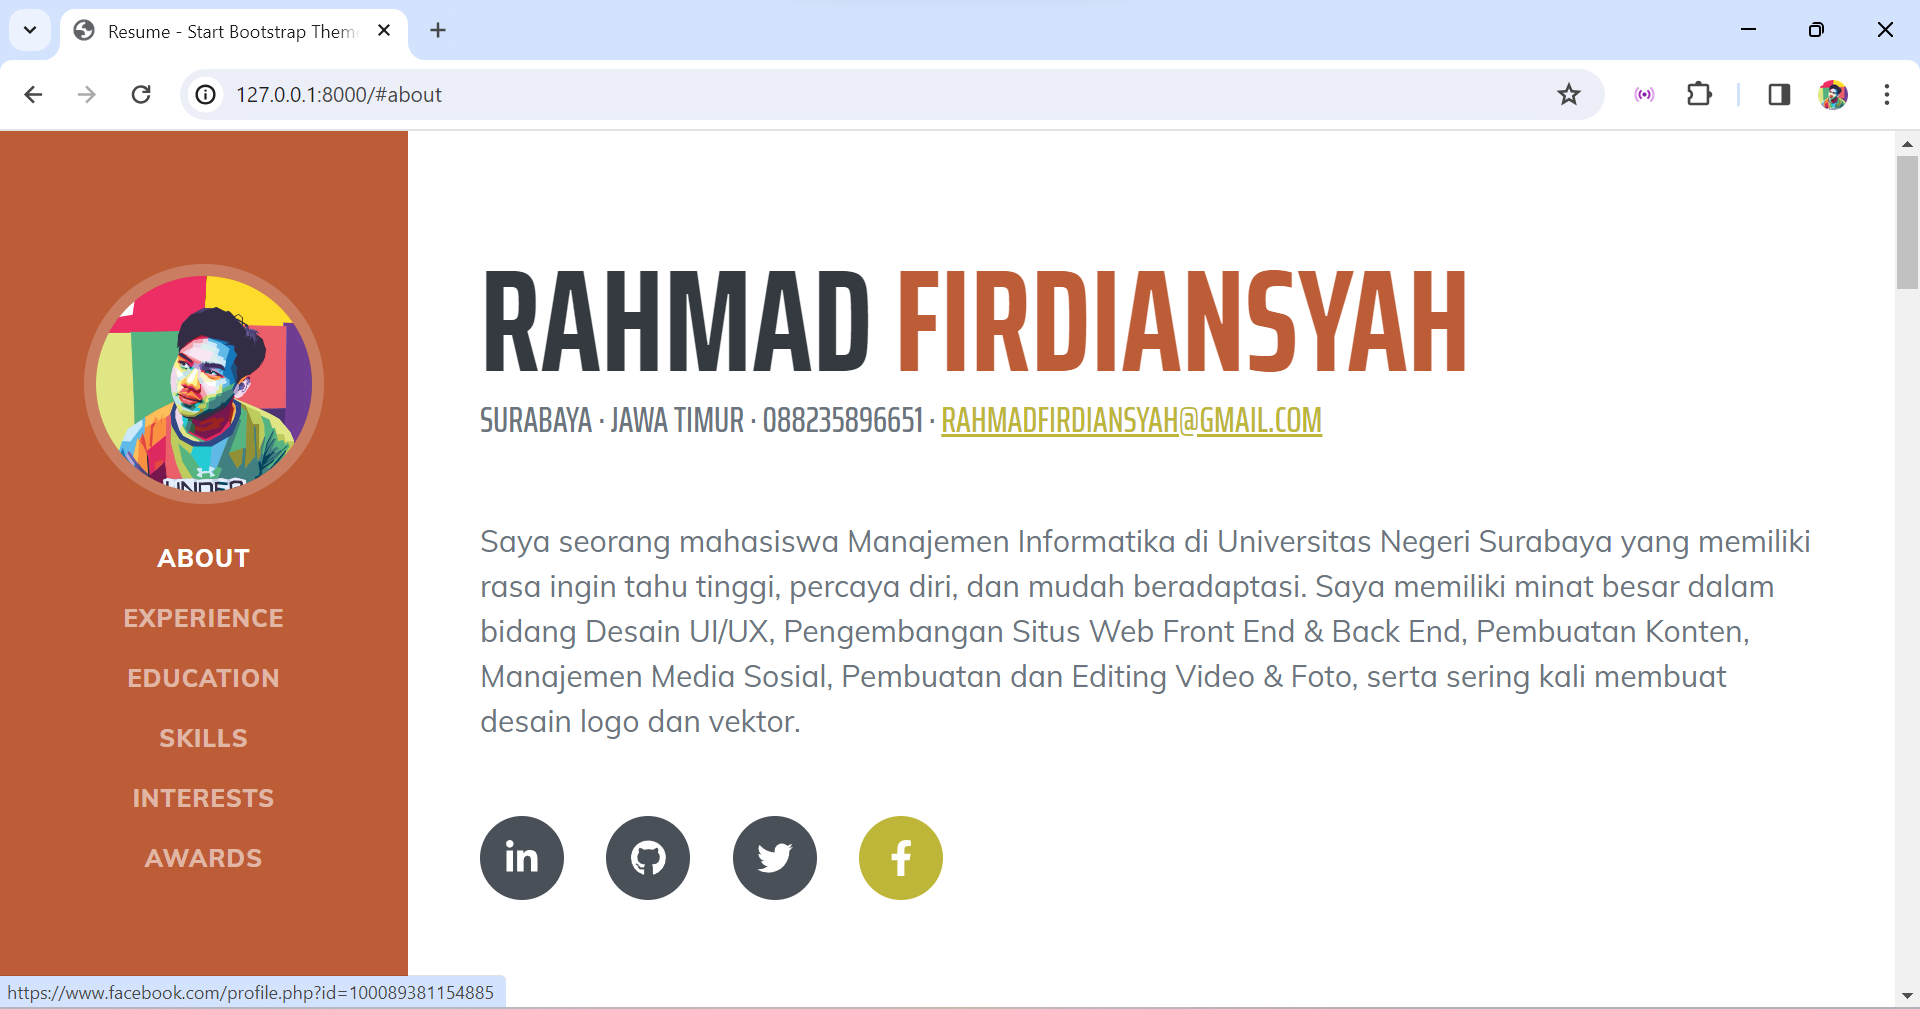 Resume - Start Bootstrap Them
127.0.0.1:8000/#about
RAHMAD FIRDIANSYAH
SURABAYA · JAWA TIMUR · 088235896651 · RAHMADFIRDIANSYAH@GMAIL.COM
Saya seorang mahasiswa Manajemen Informatika di Universitas Negeri Surabaya yang memiliki
rasa ingin tahu tinggi, percaya diri, dan mudah beradaptasi. Saya memiliki minat besar dalam
bidang Desain UI/UX, Pengembangan Situs Web Front End & Back End, Pembuatan Konten,
Manajemen Media Sosial, Pembuatan dan Editing Video & Foto, serta sering kali membuat
desain logo dan vektor.
UNDER
ABOUT
EXPERIENCE
EDUCATION
SKILLS
INTERESTS
AWARDS
in
f
https://www.facebook.com/profile.php?id=100089381154885